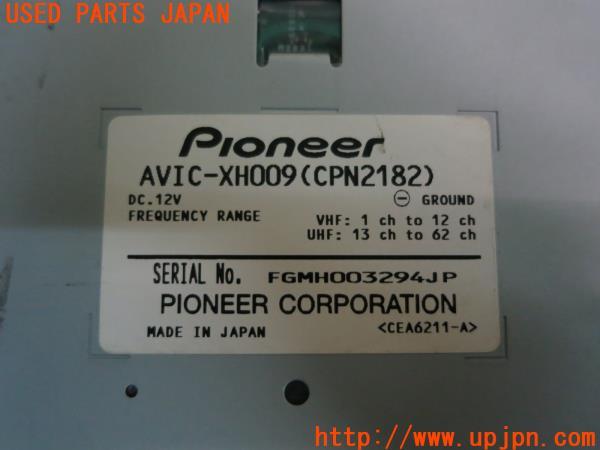 USED PARTS JAPAN
Pioneer
AVIC-XH009(CPN2182)
DC.12V
⊖ GROUND
FREQUENCY RANGE
VHF: 1 ch to 12 ch
UHF: 13 ch to 62 ch
SERIAL No. FGMH003294JP
PIONEER CORPORATION
MADE IN JAPAN
<CEA6211-A>
http://www.upjpn.com